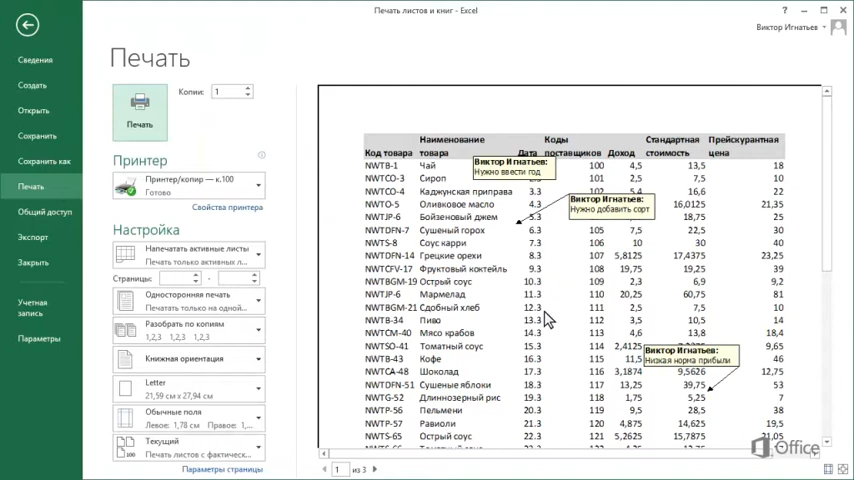 Печать листов и книг - Excel
Виктор Игнатьев
Сведения
Создать
Открыть
Сохранить
Сохранить как
Печать
Общий доступ
Экспорт
Закрыть
Учетная
запись
Параметры
Печать
Печать
Копии: 1
Принтер
Принтер/копир — к.100
Готово
Свойства принтера
Настройка
Напечатать активные листы
Печать только активных л...
Страницы: -
Односторонняя печать
Печатать только на одной...
Разобрать по копиям
1,2,3 1,2,3 1,2,3
Книжная ориентация
Letter
21,59 см x 27,94 см
Обычные поля
Левое: 1,78 см Правое: 1,...
Текущий
Печать листов с фактическ...
Параметры страницы
Код товара Наименование товара Дата Коды поставщиков Доход Стандартная стоимость Прейскурантная цена
NWTB-1 Чай 100 4,5 13,5 18
Виктор Игнатьев:
Нужно ввести год
NWTCO-3 Сироп 101 2,5 7,5 10
NWTCO-4 Каджунская приправа 3.3 102 5,4 16,6 22
Виктор Игнатьев:
Нужно добавить сорт
NWTO-5 Оливковое масло 4.3 16,0125 21,35
NWTJP-6 Бойзеновый джем 5.3 18,75 25
NWTDFN-7 Сушеный горох 6.3 105 7,5 22,5 30
NWTS-8 Соус карри 7.3 106 10 30 40
NWTDFN-14 Грецкие орехи 8.3 107 5,8125 17,4375 23,25
NWTCFV-17 Фруктовый коктейль 9.3 108 19,75 19,25 39
NWTBGM-19 Острый соус 10.3 109 2,3 6,9 9,2
NWTJP-6 Мармелад 11.3 110 20,25 60,75 81
NWTBGM-21 Сдобный хлеб 12.3 111 2,5 7,5 10
NWTB-34 Пиво 13.3 112 3,5 10,5 14
NWTCM-40 Мясо крабов 14.3 113 4,6 13,8 18,4
NWTSO-41 Томатный соус 15.3 114 2,4125 9,65
Виктор Игнатьев:
Низкая норма прибыли
NWTB-43 Кофе 16.3 115 11,5 46
NWTCA-48 Шоколад 17.3 116 3,1874 9,5626 12,75
NWTDFN-51 Сушеные яблоки 18.3 117 13,25 39,75 53
NWTG-52 Длиннозерный рис 19.3 118 1,75 5,25 7
NWTP-56 Пельмени 20.3 119 9,5 28,5 38
NWTP-57 Равиоли 21.3 120 4,875 14,625 19,5
NWTS-65 Острый соус 22.3 121 5,2625 15,7875 21,05
Office
1 из 3